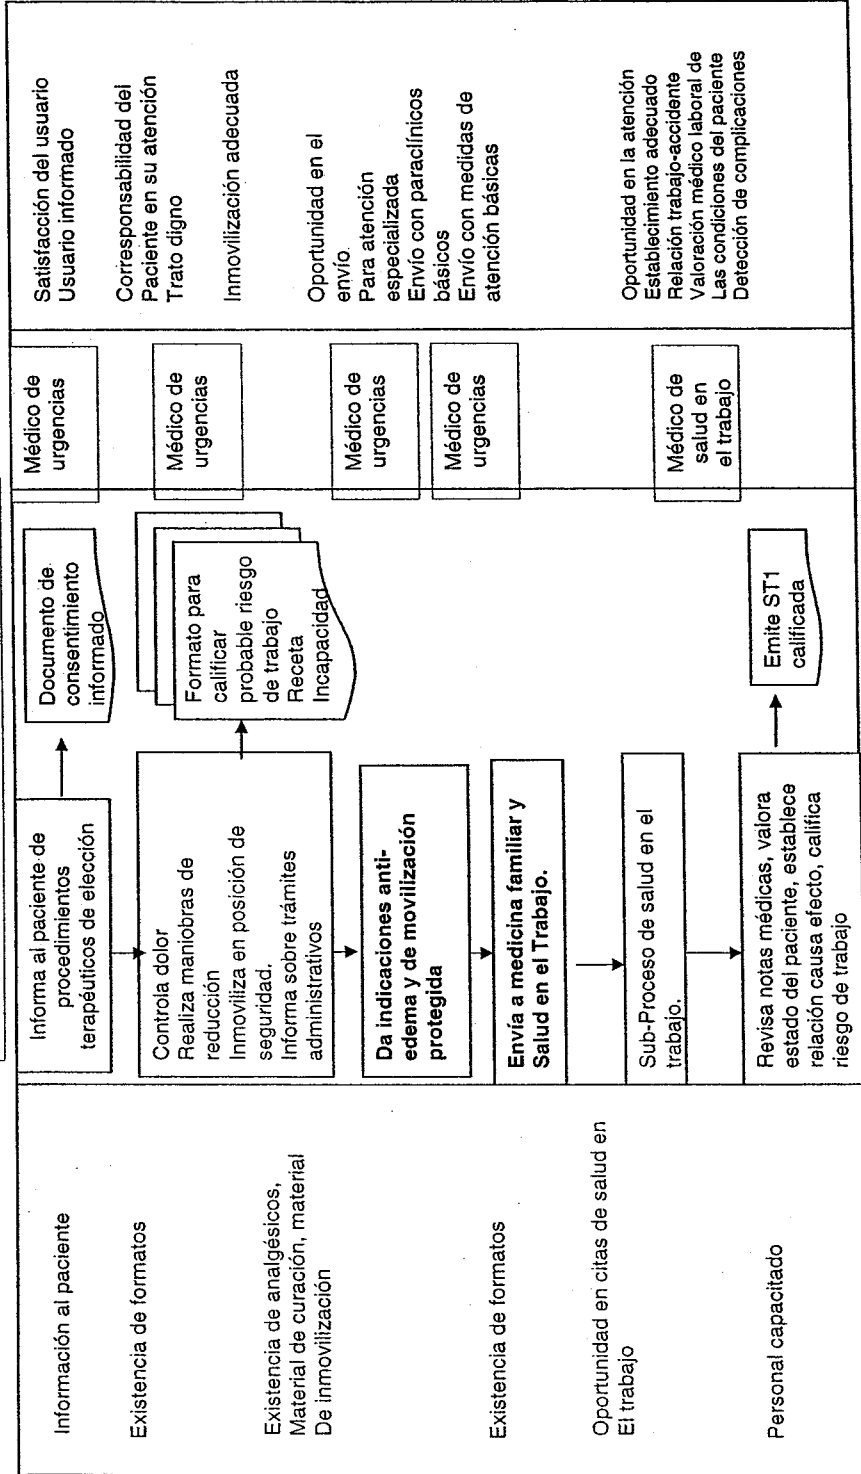 Información al paciente
Existencia de formatos
Existencia de analgésicos,
Material de curación, material
De inmovilización
Existencia de formatos
Oportunidad en citas de salud en
El trabajo
Personal capacitado
Informa al paciente de
procedimientos
terapéuticos de elección
Controla dolor
Realiza maniobras de
reducción
Inmoviliza en posición de
seguridad.
Informa sobre trámites
administrativos
Da indicaciones anti-
edema y de movilización
protegida
Envía a medicina familiar y
Salud en el Trabajo.
Sub-Proceso de salud en el
trabajo.
Revisa notas médicas, valora
estado del paciente, establece
relación causa efecto, califica
riesgo de trabajo
Documento de
consentimiento
informado
Formato para
calificar
probable riesgo
de trabajo
Receta
Incapacidad
Emite ST1
calificada
Médico de
urgencias
Médico de
urgencias
Médico de
urgencias
Médico de
urgencias
Médico de
salud en
el trabajo
Satisfacción del usuario
Usuario informado
Corresponsabilidad del
Paciente en su atención
Trato digno
Inmovilización adecuada
Oportunidad en el
envío.
Para atención
especializada
Envío con paraclínicos
básicos
Envío con medidas de
atención básicas
Oportunidad en la atención
Establecimiento adecuado
Relación trabajo-accidente
Valoración médico laboral de
Las condiciones del paciente
Detección de complicaciones